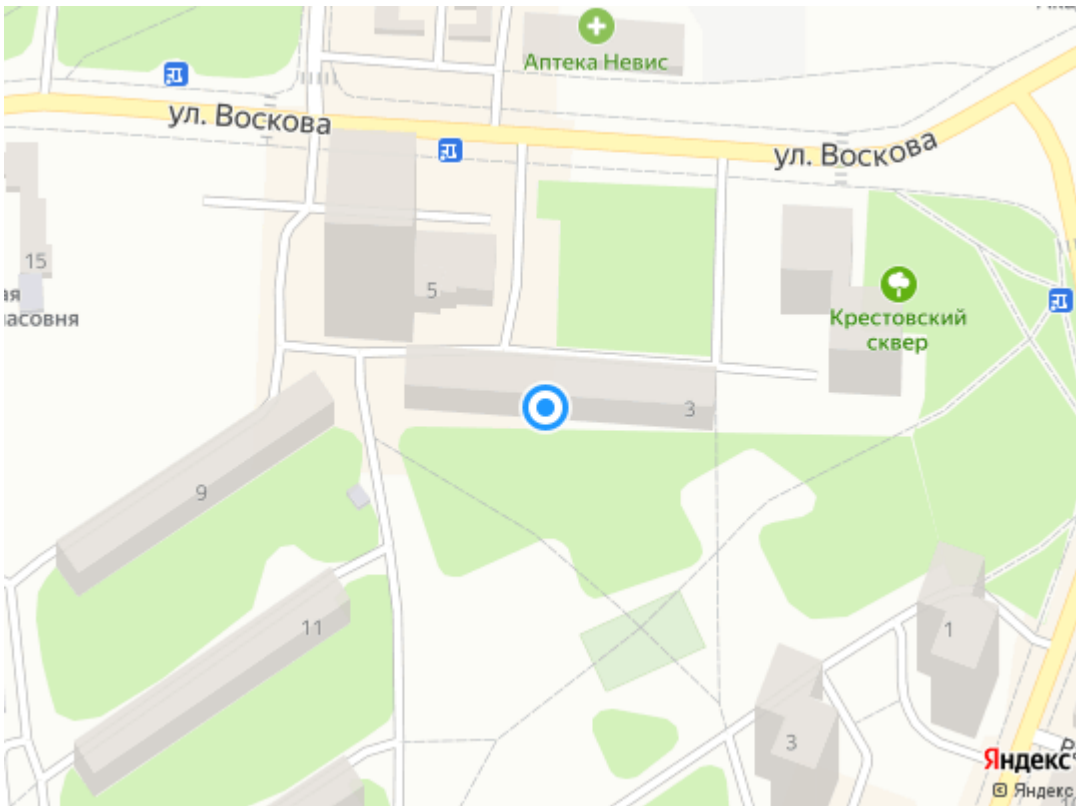 Аптека Невис
ул. Воскова
ул. Воскова
15
5
Крестовский
сквер
3
9
11
1
3
Яндекс
© Яндекс